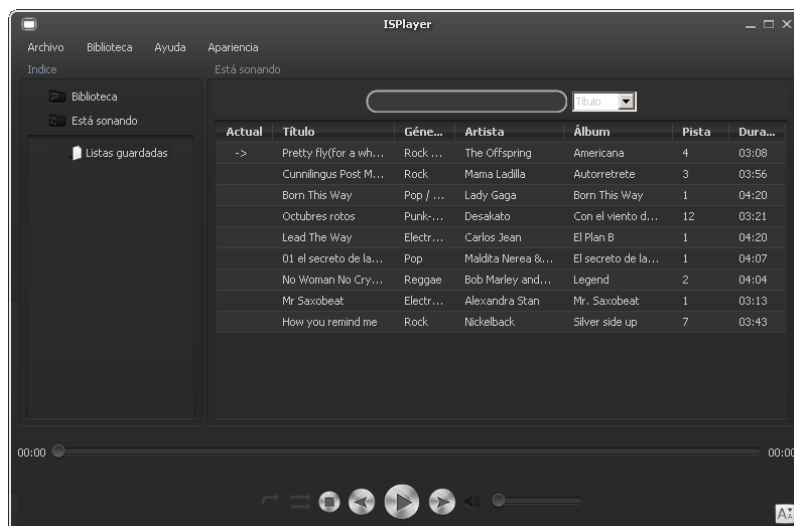 ISPlayer
Archivo Biblioteca Ayuda Apariencia
Indice Está sonando
Biblioteca
Está sonando
Listas guardadas
Título
Actual Título Géne... Artista Álbum Pista Dura...
-> Pretty fly(for a wh... Rock ... The Offspring Americana 4 03:08
Cunnilingus Post M... Rock Mama Ladilla Autorretrete 3 03:56
Born This Way Pop / ... Lady Gaga Born This Way 1 04:20
Octubres rotos Punk-... Desakato Con el viento d... 12 03:21
Lead The Way Electr... Carlos Jean El Plan B 1 04:20
01 el secreto de la... Pop Maldita Nerea &... El secreto de la... 1 04:07
No Woman No Cry... Reggae Bob Marley and... Legend 2 04:04
Mr Saxobeat Electr... Alexandra Stan Mr. Saxobeat 1 03:13
How you remind me Rock Nickelback Silver side up 7 03:43
00:00 00:00